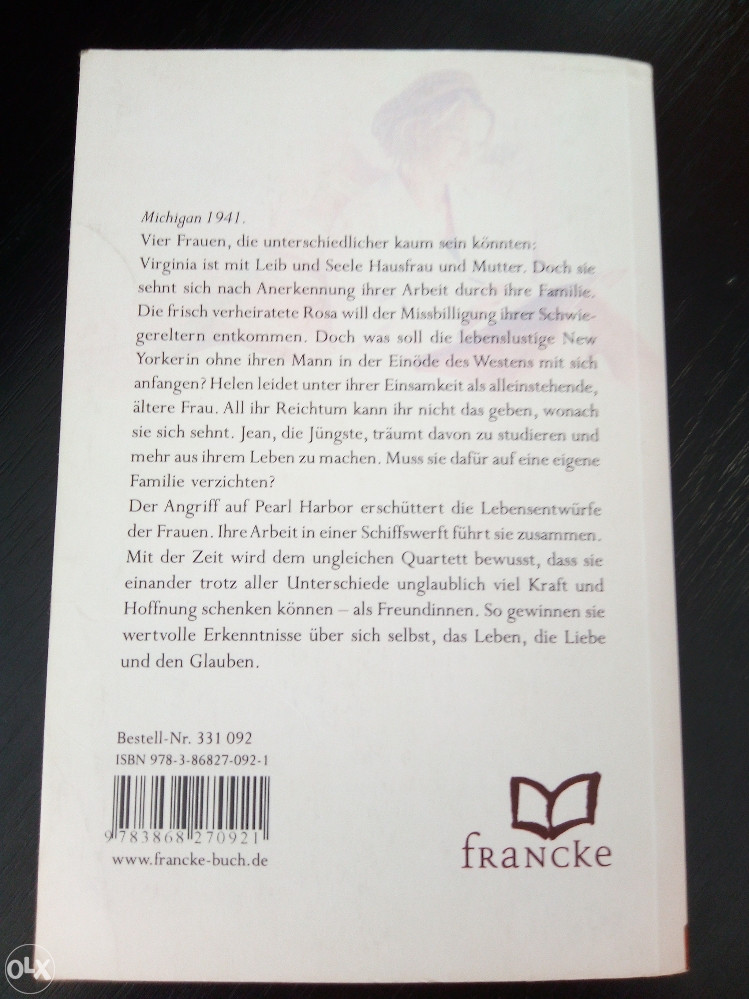 Michigan 1941.
Vier Frauen, die unterschiedlicher kaum sein könnten:
Virginia ist mit Leib und Seele Hausfrau und Mutter. Doch sie
sehnt sich nach Anerkennung ihrer Arbeit durch ihre Familie.
Die frisch verheiratete Rosa will der Missbilligung ihrer Schwie-
gereltern entkommen. Doch was soll die lebenslustige New
Yorkerin ohne ihren Mann in der Einöde des Westens mit sich
anfangen? Helen leidet unter ihrer Einsamkeit als alleinstehende,
ältere Frau. All ihr Reichtum kann ihr nicht das geben, wonach
sie sich sehnt. Jean, die Jüngste, träumt davon zu studieren und
mehr aus ihrem Leben zu machen. Muss sie dafür auf eine eigene
Familie verzichten?
Der Angriff auf Pearl Harbor erschüttert die Lebensentwürfe
der Frauen. Ihre Arbeit in einer Schiffswerft führt sie zusammen.
Mit der Zeit wird dem ungleichen Quartett bewusst, dass sie
einander trotz aller Unterschiede unglaublich viel Kraft und
Hoffnung schenken können – als Freundinnen. So gewinnen sie
wertvolle Erkenntnisse über sich selbst, das Leben, die Liebe
und den Glauben.
Bestell-Nr. 331 092
ISBN 978-3-86827-092-1
9 783868 270921
www.francke-buch.de
francke
OLX